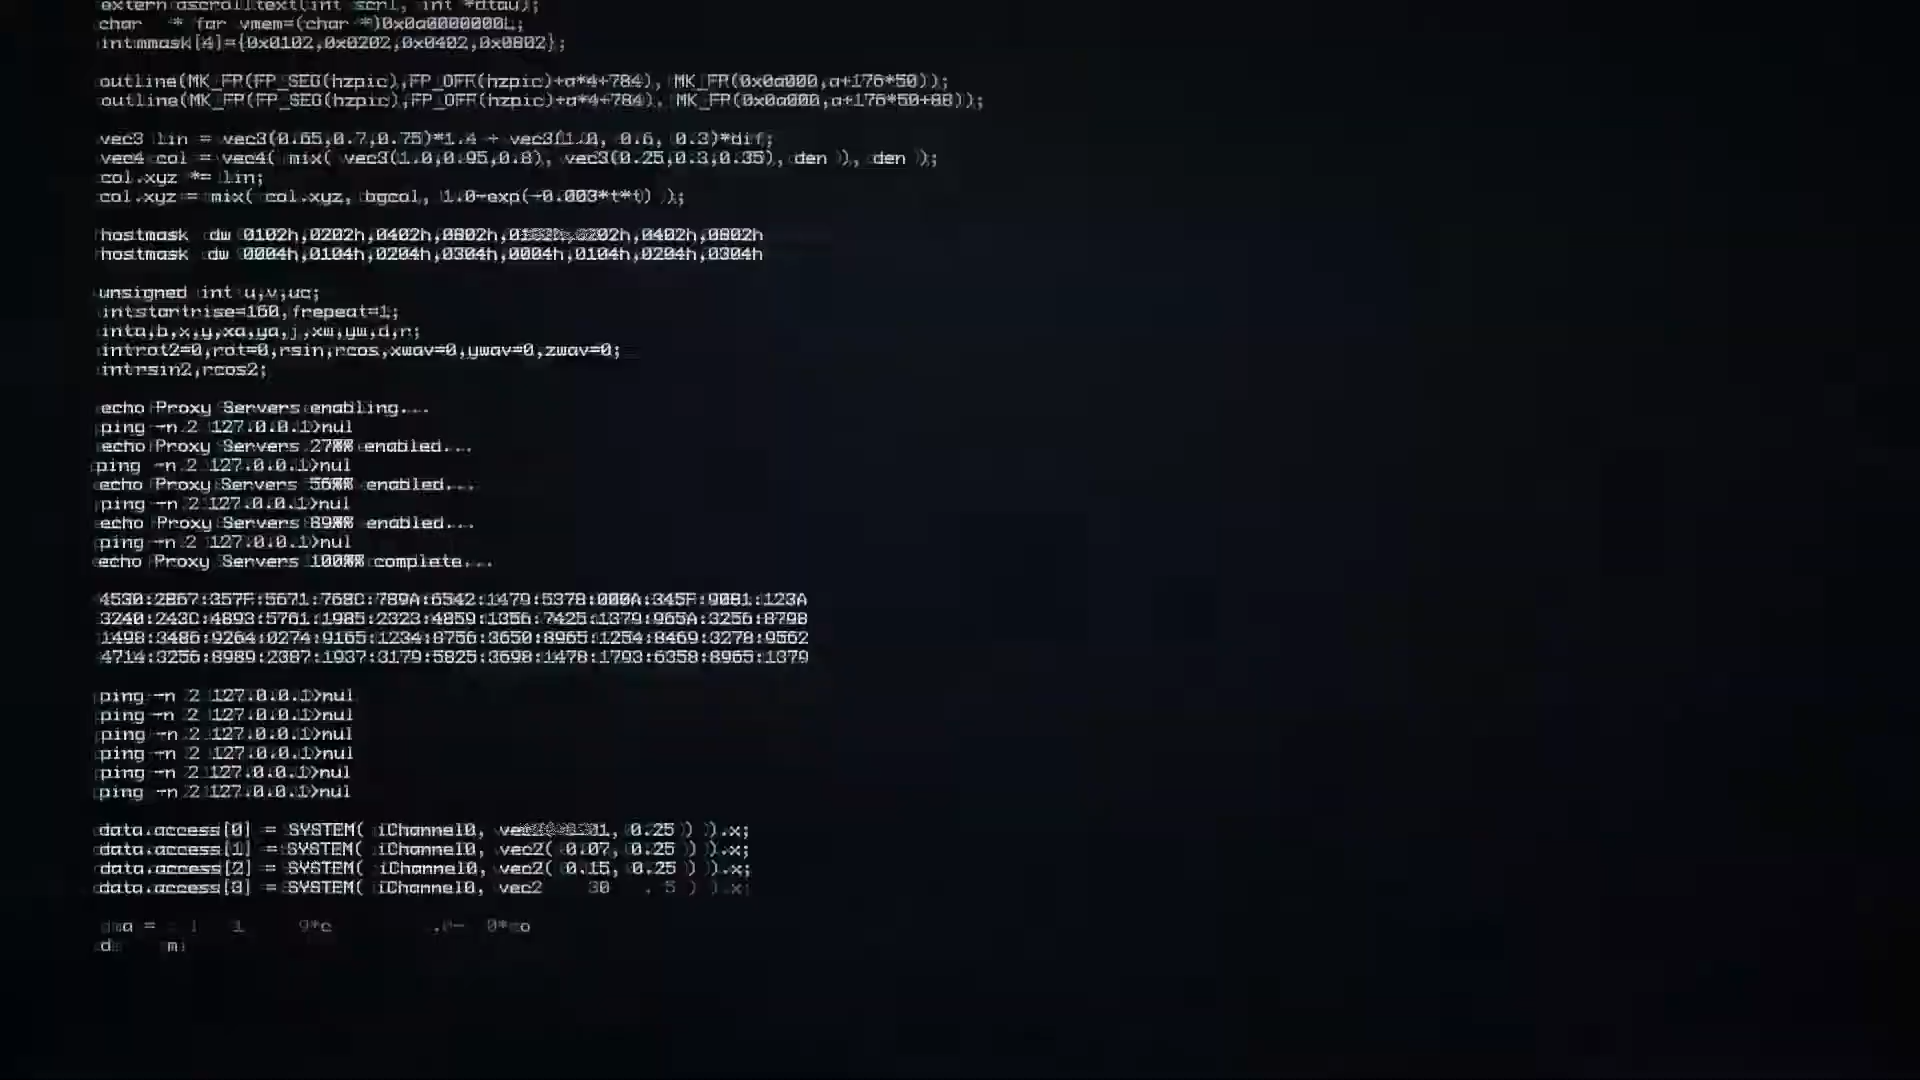 extern ascrolltext(int scrl, int *dtau);
char * far vmem=(char *)0x0a0000000L;
intmmask[4]={0x0102,0x0202,0x0402,0x0802};
outline(MK_FP(FP_SEG(hzpic),FP_OFF(hzpic)+a*4+784), MK_FP(0x0a000,a+176*50));
outline(MK_FP(FP_SEG(hzpic),FP_OFF(hzpic)+a*4+784), MK_FP(0x0a000,a+176*50+88));
vec3 lin = vec3(0.65,0.7,0.75)*1.4 + vec3(1.0, 0.6, 0.3)*dif;
vec4 col = vec4( mix( vec3(1.0,0.95,0.8), vec3(0.25,0.3,0.35), den ), den );
col.xyz *= lin;
col.xyz = mix( col.xyz, bgcol, 1.0-exp(-0.003*t*t) );
hostmask dw 0102h,0202h,0402h,0802h,0102h,0202h,0402h,0802h
hostmask dw 0004h,0104h,0204h,0304h,0004h,0104h,0204h,0304h
unsigned int u,v,uc;
intstartrise=160,frepeat=1;
inta,b,x,y,xa,ya,j,xw,yw,d,r;
introt2=0,rot=0,rsin,rcos,xwav=0,ywav=0,zwav=0;
intrsin2,rcos2;
echo Proxy Servers enabling...
ping -n 2 127.0.0.1>nul
echo Proxy Servers 27%% enabled...
ping -n 2 127.0.0.1>nul
echo Proxy Servers 56%% enabled...
ping -n 2 127.0.0.1>nul
echo Proxy Servers 89%% enabled...
ping -n 2 127.0.0.1>nul
echo Proxy Servers 100%% complete...
4530:2B67:357F:5671:768C:789A:6542:1479:5378:000A:345F:9081:123A
3240:243C:4893:5761:1985:2323:4859:1356:7425:1379:965A:3256:8798
1498:3486:9264:0274:9165:1234:8756:3650:8965:1254:8469:3278:9562
4714:3256:8989:2387:1937:3179:5825:3698:1478:1793:6358:8965:1379
ping -n 2 127.0.0.1>nul
ping -n 2 127.0.0.1>nul
ping -n 2 127.0.0.1>nul
ping -n 2 127.0.0.1>nul
ping -n 2 127.0.0.1>nul
ping -n 2 127.0.0.1>nul
data.access[0] = SYSTEM( iChannel0, 0.25 ) ).x;
data.access[1] = SYSTEM( iChannel0, vec2( 0.07, 0.25 ) ).x;
data.access[2] = SYSTEM( iChannel0, vec2( 0.15, 0.25 ) ).x;
data.access[3] = SYSTEM( iChannel0, vec2 30 . 5 ) ).x;